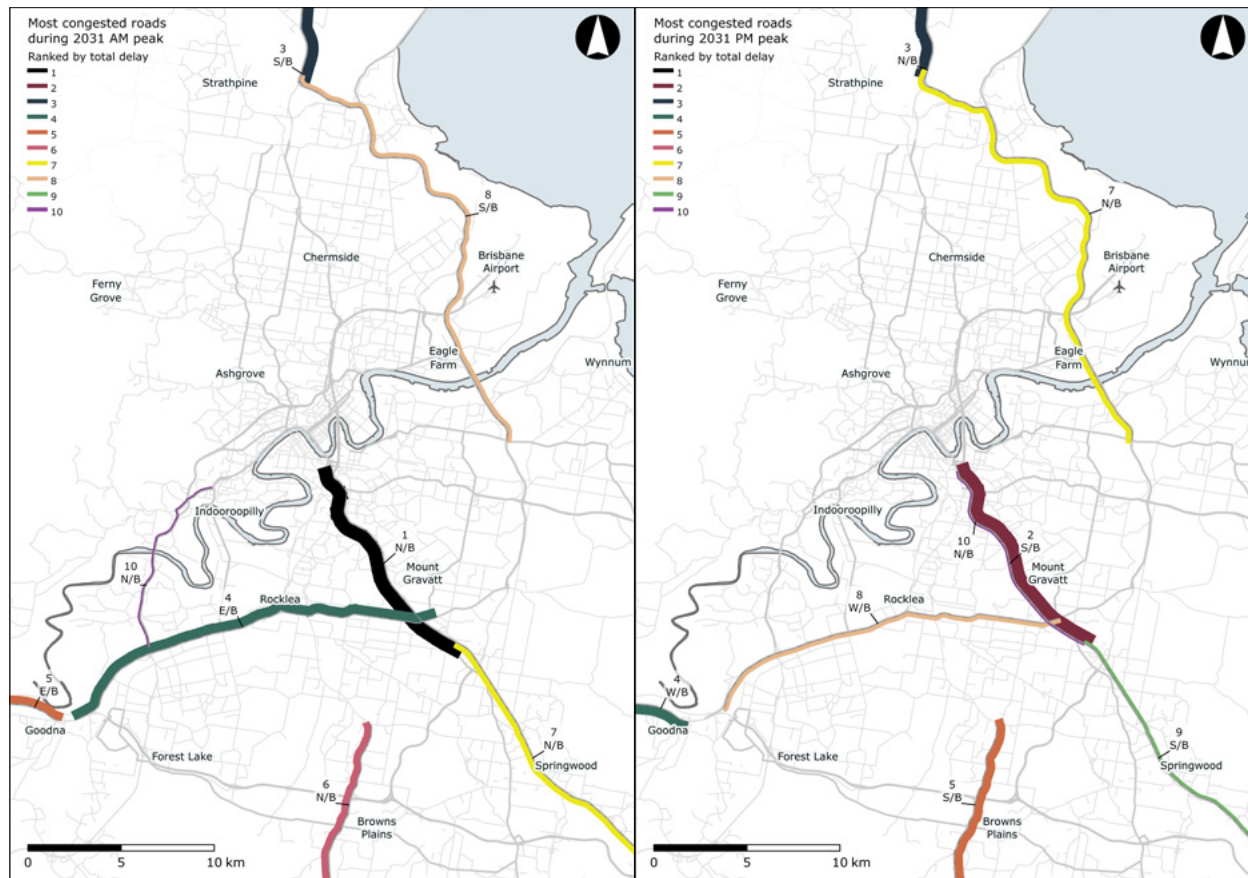 Most congested roads
during 2031 AM peak
Ranked by total delay
1
2
3
4
5
6
7
8
9
10
3
S/B
Strathpine
8
S/B
Chermside
Brisbane
Airport
Ferny
Grove
Eagle
Farm
Wynnum
Ashgrove
Indooroopilly
1
N/B
Mount
Gravatt
10
N/B
4
E/B
Rocklea
5
E/B
Goodna
Forest Lake
7
N/B
Springwood
6
N/B
Browns
Plains
0
5
10 km
Most congested roads
during 2031 PM peak
Ranked by total delay
1
2
3
4
5
6
7
8
9
10
3
N/B
Strathpine
7
N/B
Chermside
Brisbane
Airport
Ferny
Grove
Eagle
Farm
Wynnum
Ashgrove
Indooroopilly
10
N/B
2
S/B
Mount
Gravatt
Rocklea
8
W/B
4
W/B
Goodna
Forest Lake
9
S/B
Springwood
5
S/B
Browns
Plains
0
5
10 km